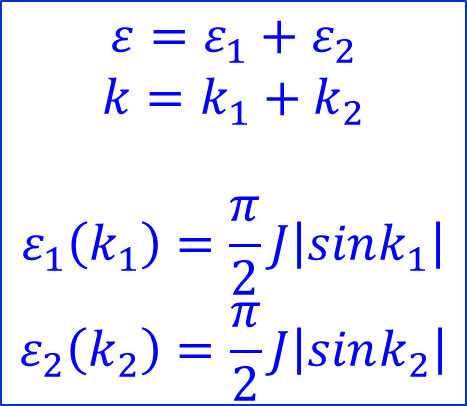 ε = ε₁ + ε₂
k = k₁ + k₂
ε₁(k₁) = π/2 J|sink₁|
ε₂(k₂) = π/2 J|sink₂|